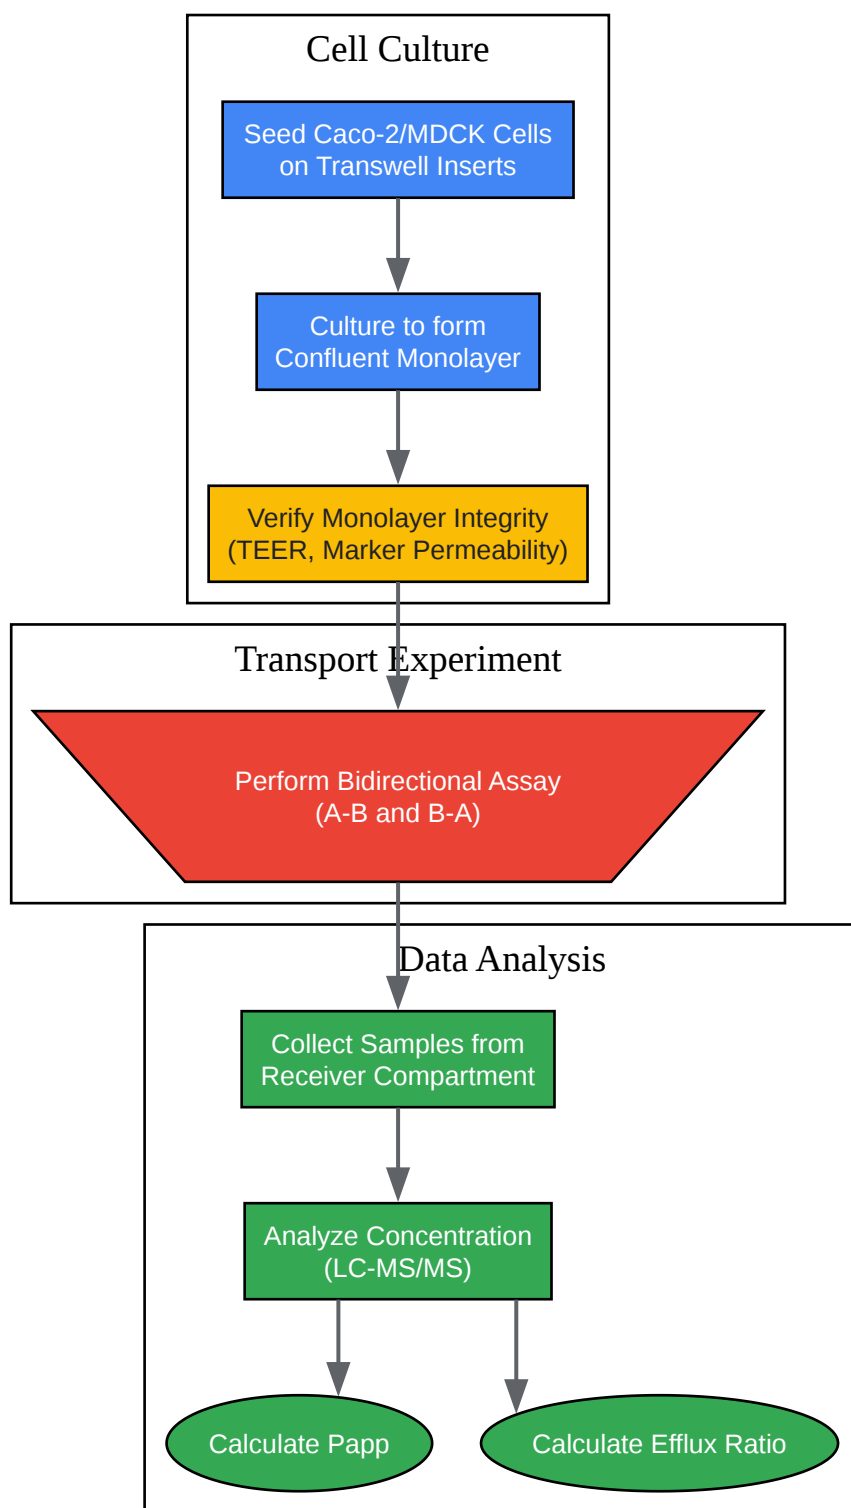 Cell Culture
Seed Caco-2/MDCK Cells
on Transwell Inserts
Culture to form
Confluent Monolayer
Verify Monolayer Integrity
(TEER, Marker Permeability)
Transport Experiment
Perform Bidirectional Assay
(A-B and B-A)
Data Analysis
Collect Samples from
Receiver Compartment
Analyze Concentration
(LC-MS/MS)
Calculate Papp
Calculate Efflux Ratio